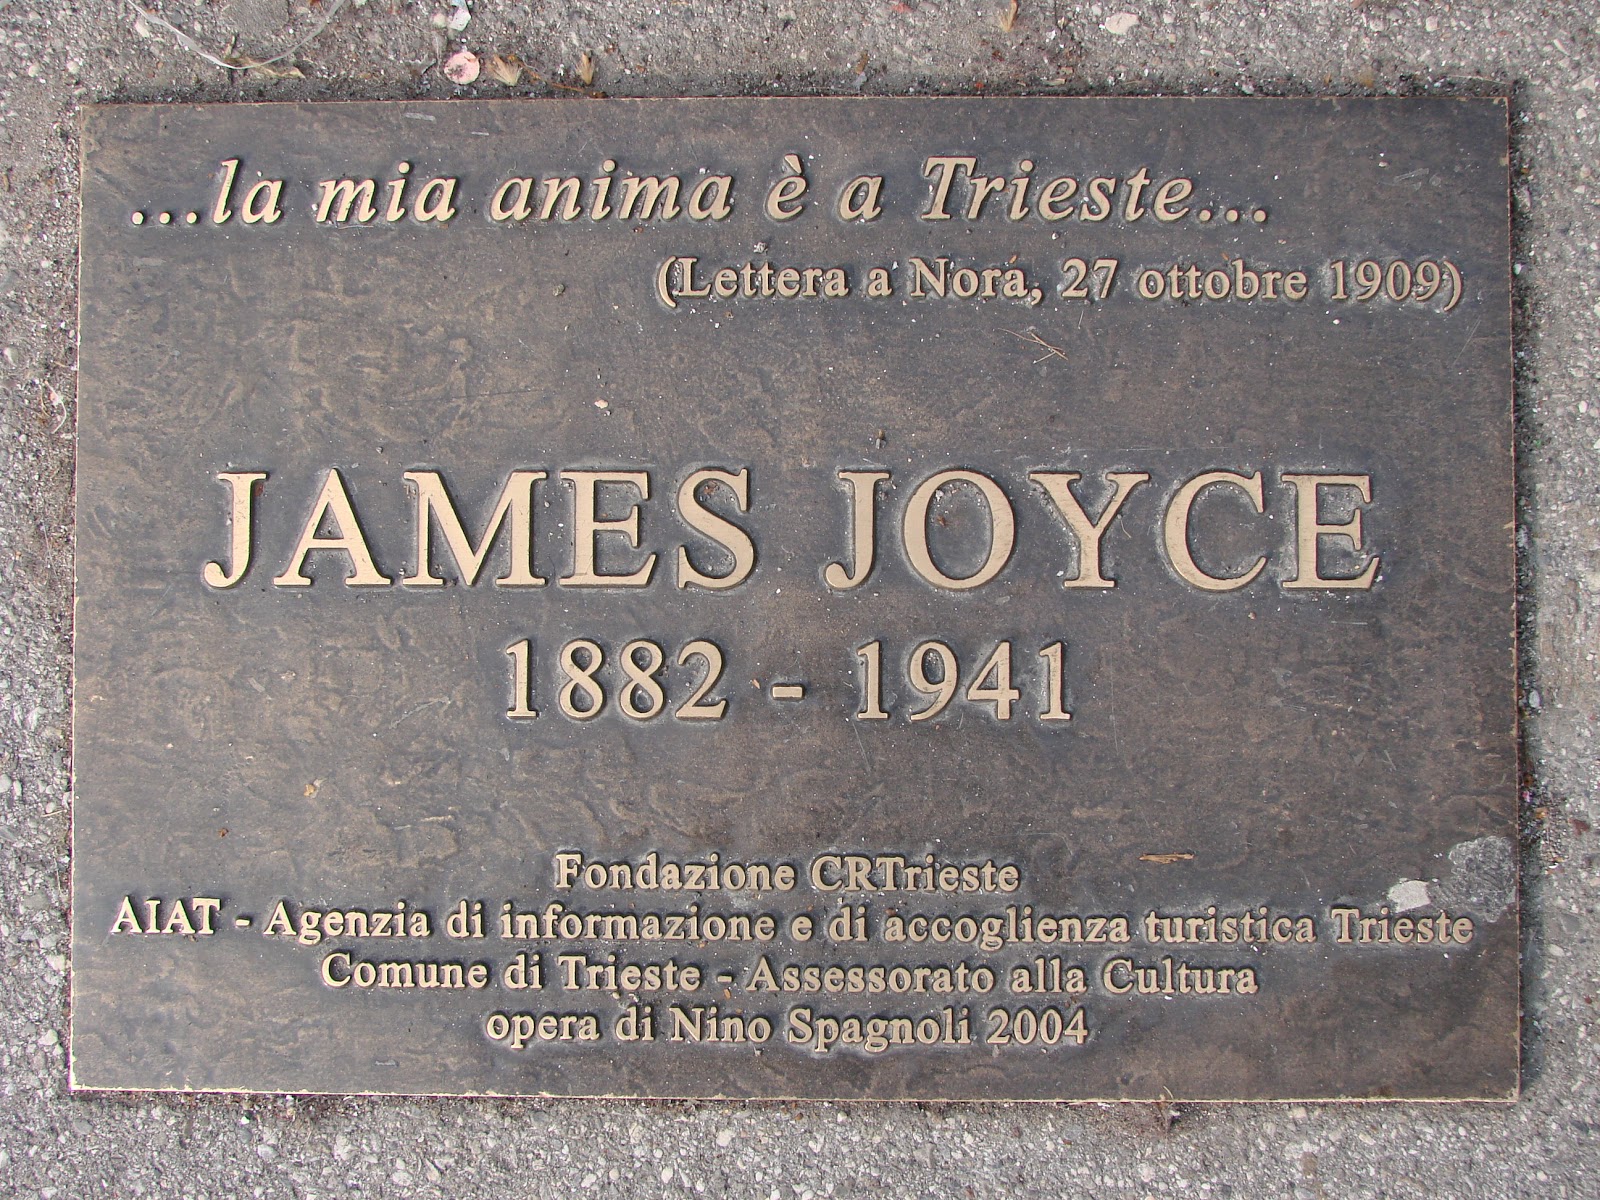 ...la mia anima è a Trieste...
(Lettera a Nora, 27 ottobre 1909)
JAMES JOYCE
1882 - 1941
Fondazione CRTrieste
AIAT - Agenzia di informazione e di accoglienza turistica Trieste
Comune di Trieste - Assessorato alla Cultura
opera di Nino Spagnoli 2004